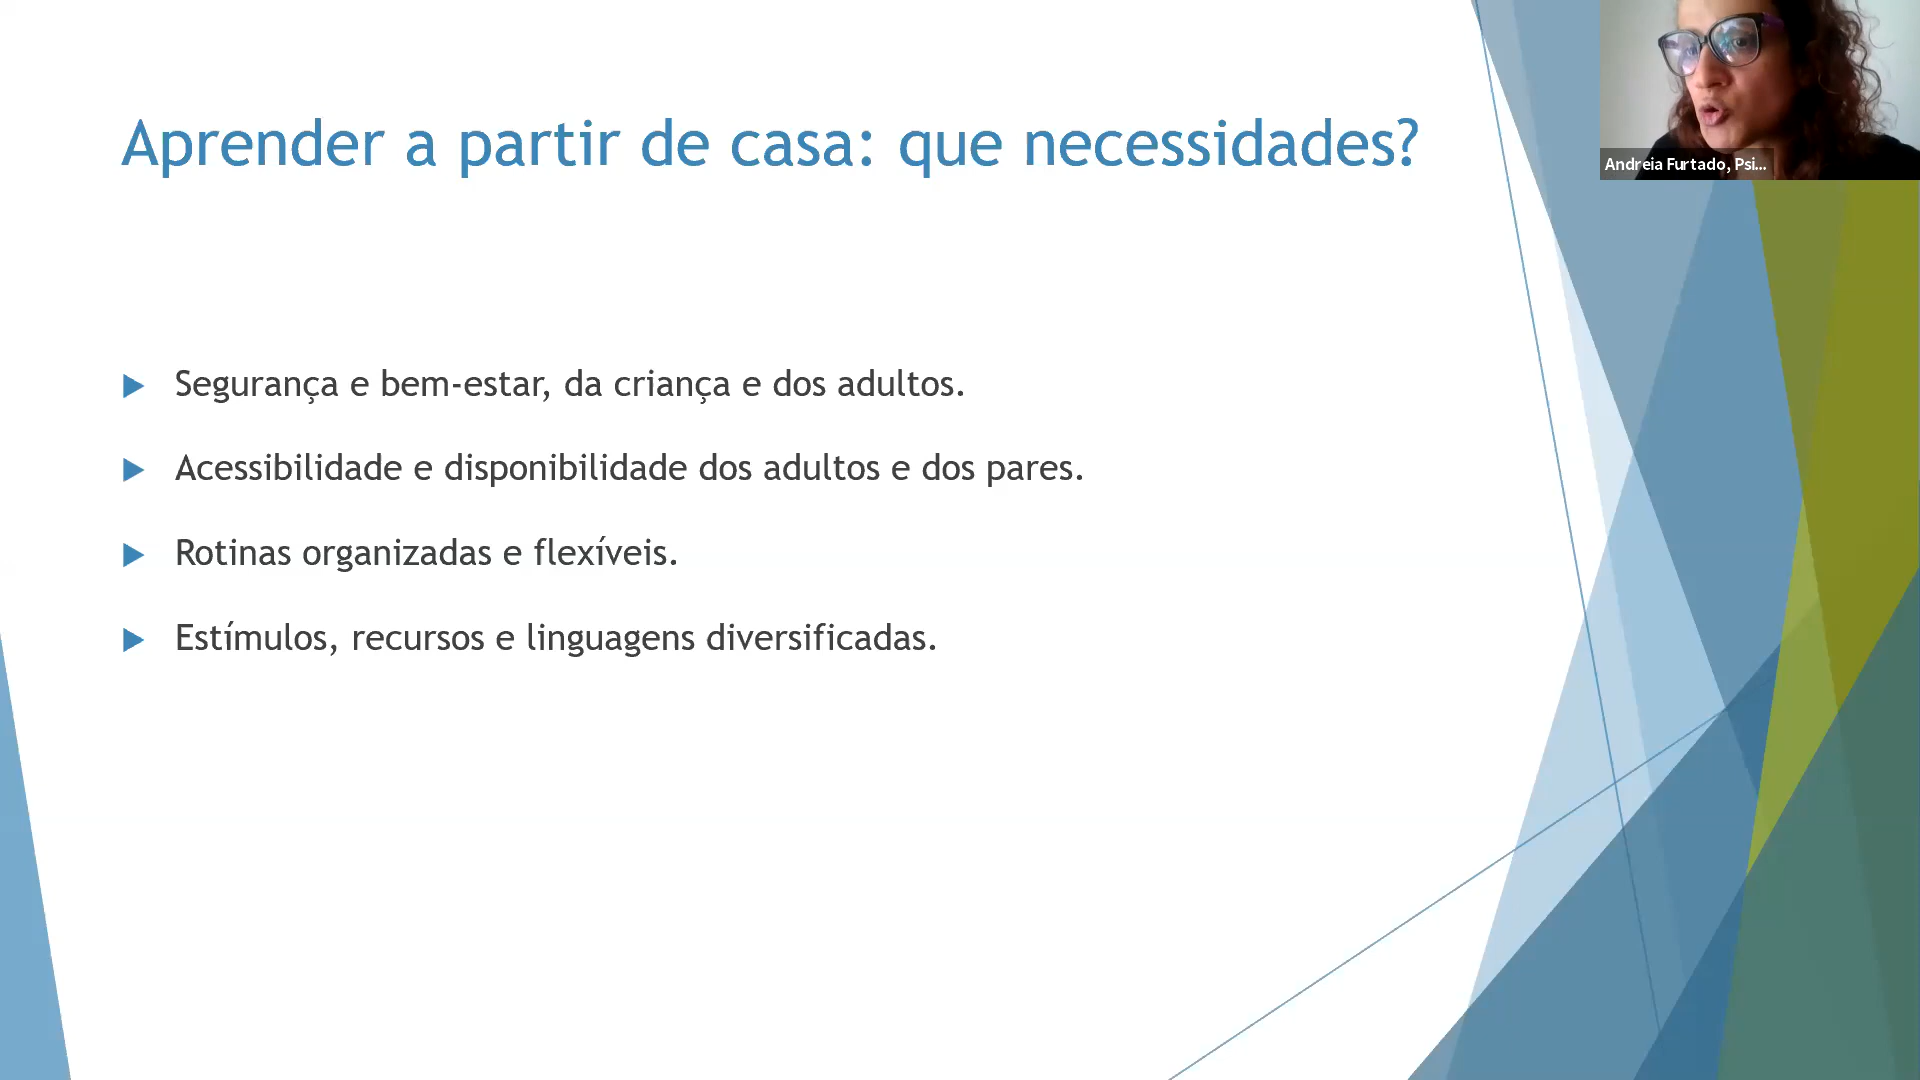 Aprender a partir de casa: que necessidades?
Andreia Furtado, Psi...
Segurança e bem-estar, da criança e dos adultos.
Acessibilidade e disponibilidade dos adultos e dos pares.
Rotinas organizadas e flexíveis.
Estímulos, recursos e linguagens diversificadas.